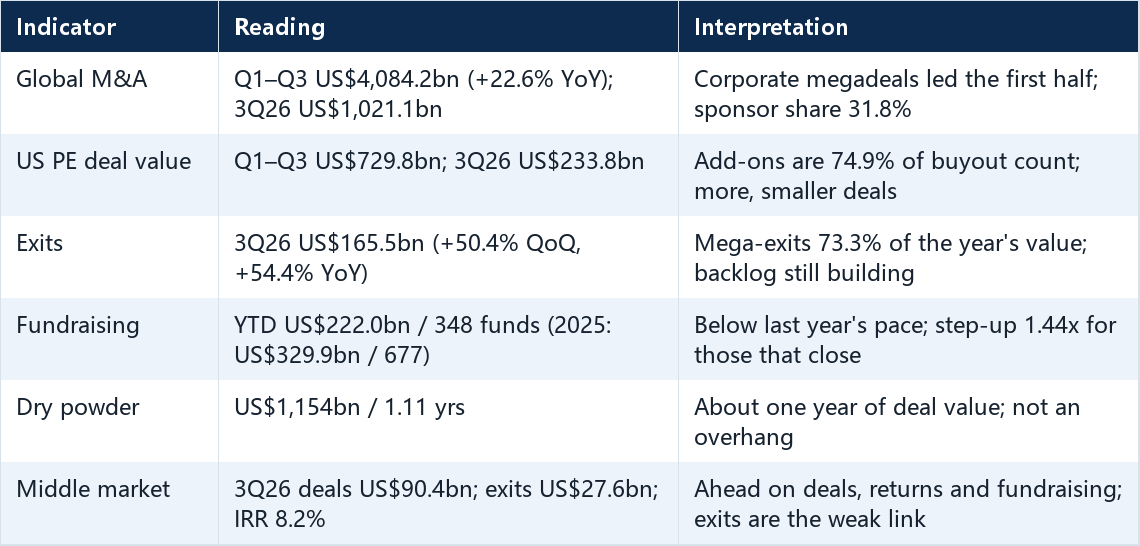 Indicator
Reading
Interpretation
Global M&A
Q1–Q3 US$4,084.2bn (+22.6% YoY);
3Q26 US$1,021.1bn
Corporate megadeals led the first half;
sponsor share 31.8%
US PE deal value
Q1–Q3 US$729.8bn; 3Q26 US$233.8bn
Add-ons are 74.9% of buyout count;
more, smaller deals
Exits
3Q26 US$165.5bn (+50.4% QoQ,
+54.4% YoY)
Mega-exits 73.3% of the year's value;
backlog still building
Fundraising
YTD US$222.0bn / 348 funds (2025:
US$329.9bn / 677)
Below last year's pace; step-up 1.44x for
those that close
Dry powder
US$1,154bn / 1.11 yrs
About one year of deal value; not an
overhang
Middle market
3Q26 deals US$90.4bn; exits US$27.6bn;
IRR 8.2%
Ahead on deals, returns and fundraising;
exits are the weak link